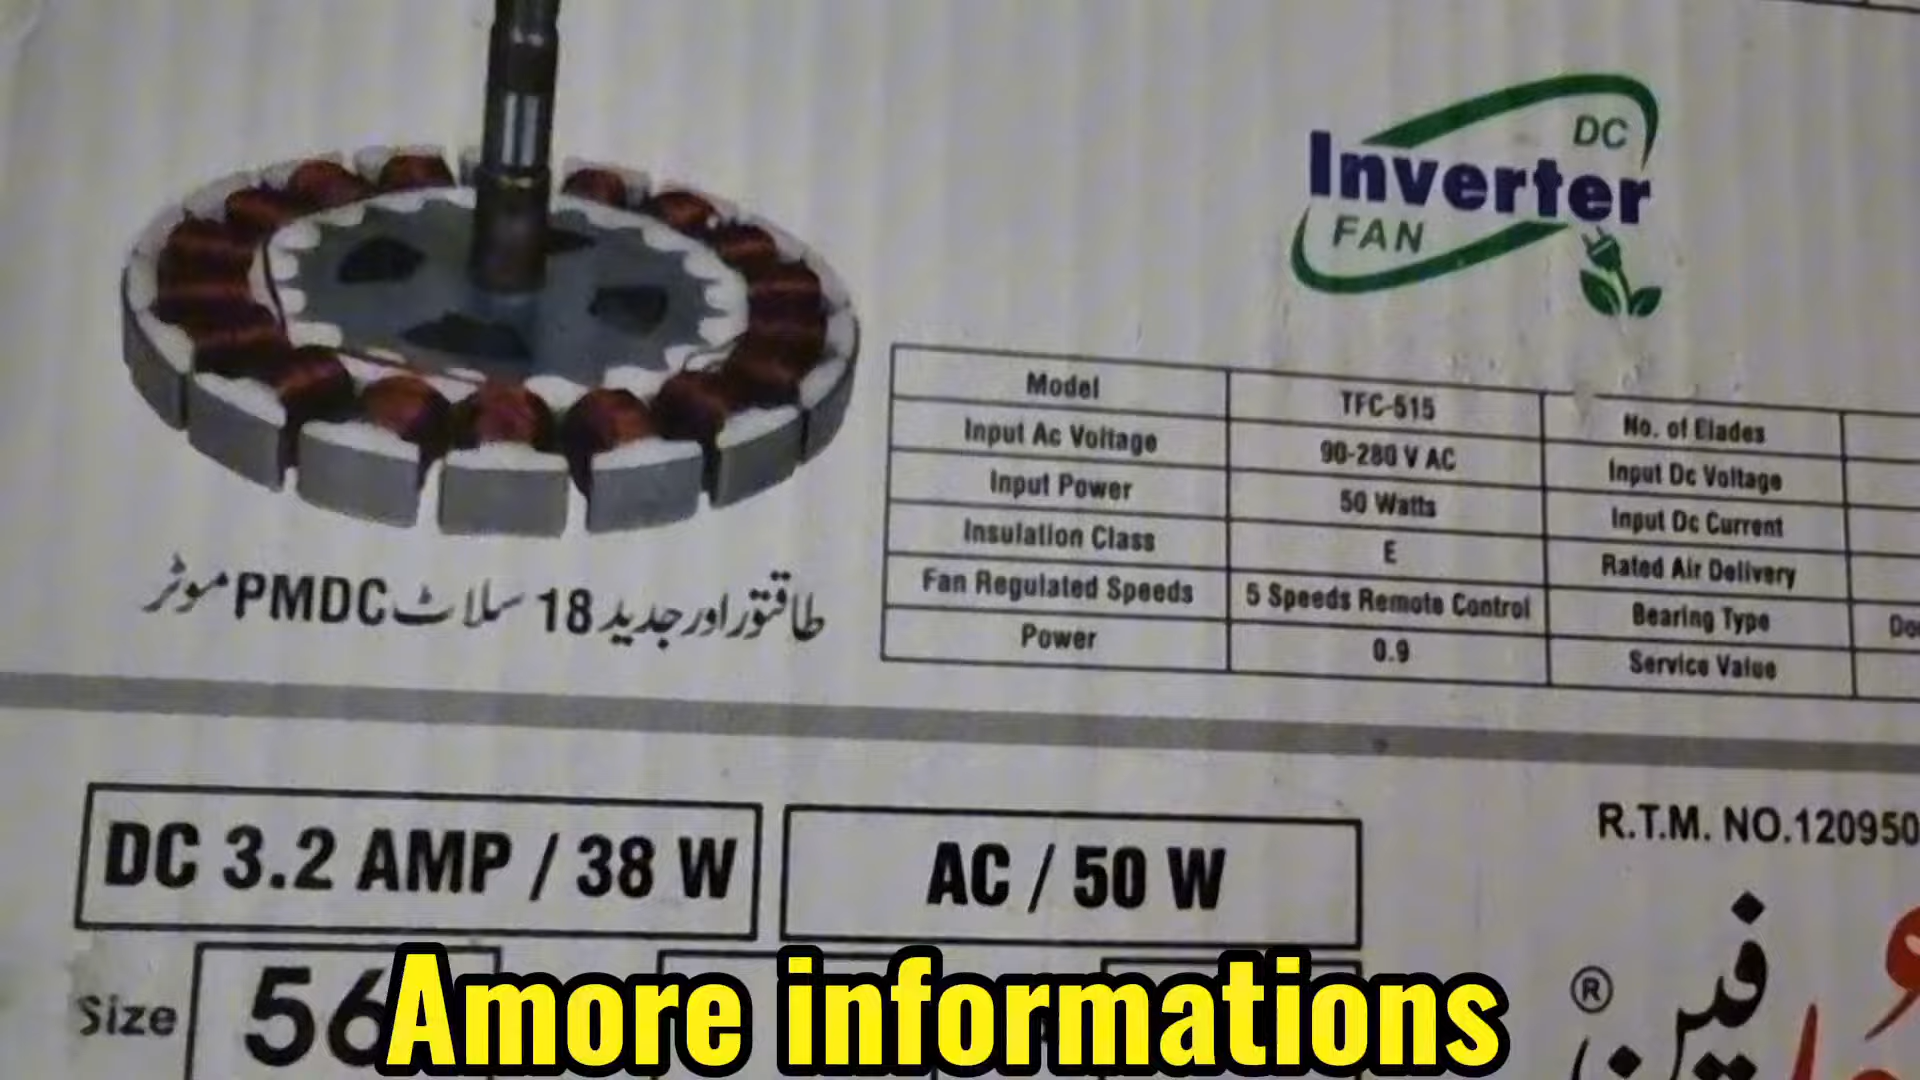 DC
Inverter
FAN
Model TFC-515 No. of Blades
Input Ac Voltage 90-280 V AC Input Dc Voltage
Input Power 50 Watts Input Dc Current
Insulation Class E Rated Air Delivery
Fan Regulated Speeds 5 Speeds Remote Control Bearing Type
Power 0.9 Service Value
طاقتور اور جدید 18 سلاٹ PMDC موٹر
DC 3.2 AMP / 38 W AC / 50 W
R.T.M. NO.120950
Size 56
® فین
Amore informations